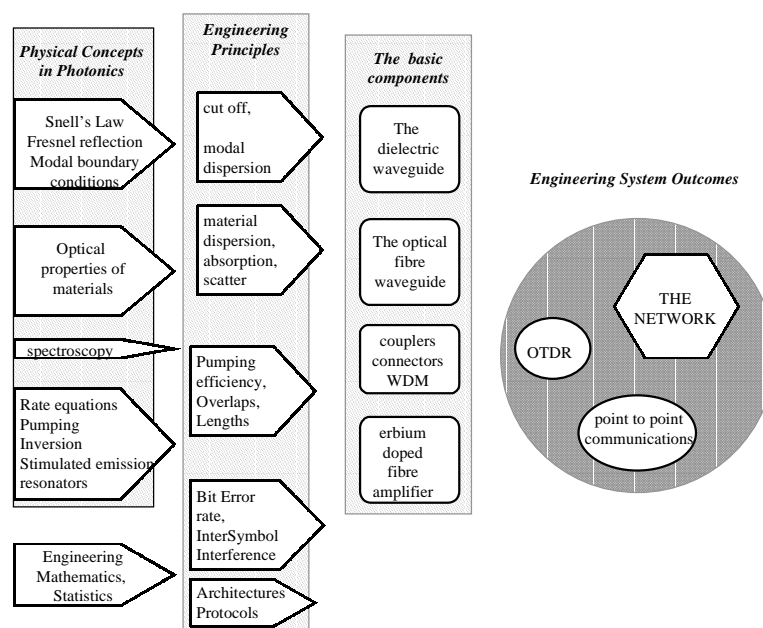 Physical Concepts
in Photonics
Snell's Law
Fresnel reflection
Modal boundary
conditions
Optical
properties of
materials
spectroscopy
Rate equations
Pumping
Inversion
Stimulated emission
resonators
Engineering
Mathematics,
Statistics
Engineering
Principles
cut off,
modal
dispersion
material
dispersion,
absorption,
scatter
Pumping
efficiency,
Overlaps,
Lengths
Bit Error
rate,
InterSymbol
Interference
Architectures
Protocols
The basic
components
The
dielectric
waveguide
The optical
fibre
waveguide
couplers
connectors
WDM
erbium
doped
fibre
amplifier
Engineering System Outcomes
THE
NETWORK
OTDR
point to point
communications